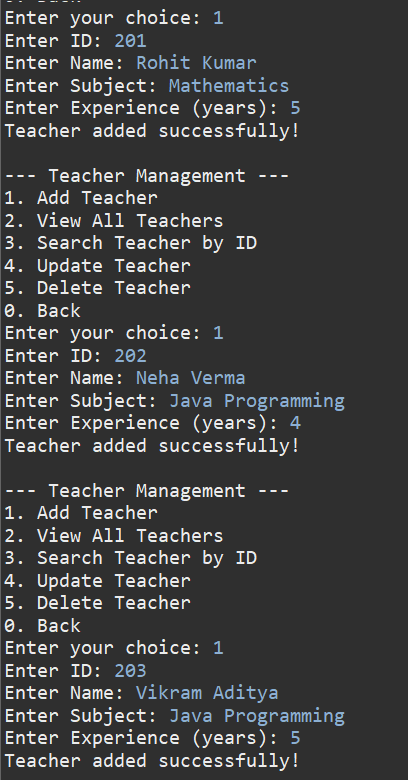 0. Back
Enter your choice: 1
Enter ID: 201
Enter Name: Rohit Kumar
Enter Subject: Mathematics
Enter Experience (years): 5
Teacher added successfully!
--- Teacher Management ---
1. Add Teacher
2. View All Teachers
3. Search Teacher by ID
4. Update Teacher
5. Delete Teacher
0. Back
Enter your choice: 1
Enter ID: 202
Enter Name: Neha Verma
Enter Subject: Java Programming
Enter Experience (years): 4
Teacher added successfully!
--- Teacher Management ---
1. Add Teacher
2. View All Teachers
3. Search Teacher by ID
4. Update Teacher
5. Delete Teacher
0. Back
Enter your choice: 1
Enter ID: 203
Enter Name: Vikram Aditya
Enter Subject: Java Programming
Enter Experience (years): 5
Teacher added successfully!